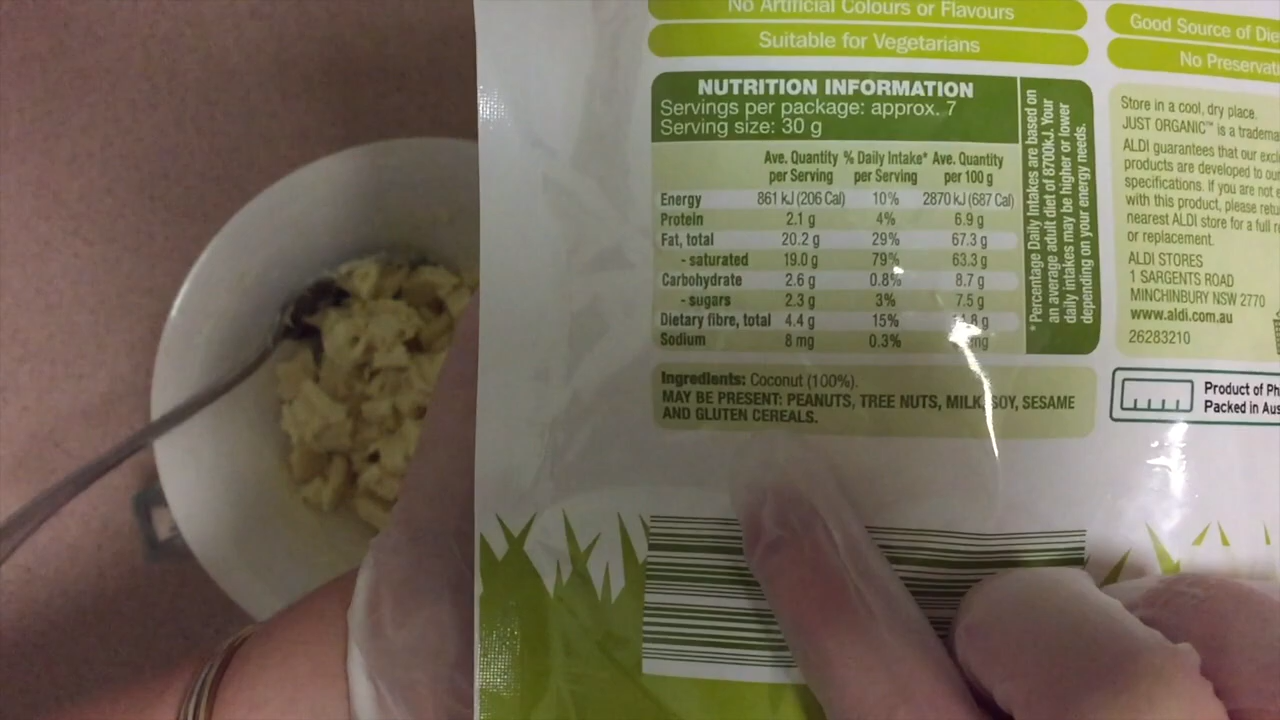 No Artificial Colours or Flavours
Suitable for Vegetarians
Good Source of Die
No Preservati
NUTRITION INFORMATION
Servings per package: approx. 7
Serving size: 30 g
Ave. Quantity % Daily Intake* Ave. Quantity
per Serving per Serving per 100 g
Energy 861 kJ (206 Cal) 10% 2870 kJ (687 Cal)
Protein 2.1 g 4% 6.9 g
Fat, total 20.2 g 29% 67.3 g
- saturated 19.0 g 79% 63.3 g
Carbohydrate 2.6 g 0.8% 8.7 g
- sugars 2.3 g 3% 7.5 g
Dietary fibre, total 4.4 g 15%
Sodium 8 mg 0.3% mg
*Percentage Daily Intakes are based on
an average adult diet of 8700kJ. Your
daily intakes may be higher or lower
depending on your energy needs.
Ingredients: Coconut (100%).
MAY BE PRESENT: PEANUTS, TREE NUTS, MILK, SOY, SESAME
AND GLUTEN CEREALS.
Store in a cool, dry place.
JUST ORGANIC™ is a tradema
ALDI guarantees that our excl
products are developed to our
specifications. If you are not
with this product, please retu
nearest ALDI store for a full r
or replacement.
ALDI STORES
1 SARGENTS ROAD
MINCHINBURY NSW 2770
www.aldi.com.au
26283210
Product of Ph
Packed in Aus